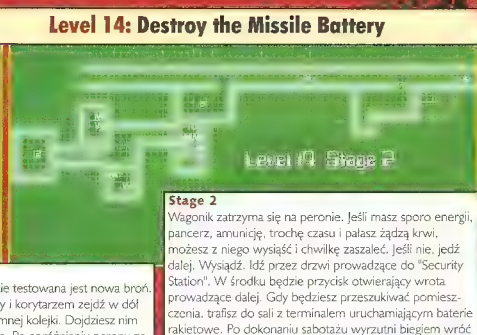 Level 14: Destroy the Missile Battery
Level 14 Stage 2
Stage 2
Wagonik zatrzyma się na peronie. Jeśli masz sporo energii,
pancerz, amunicję, trochę czasu i pałasz żądzą krwi,
możesz z niego wysiąść i chwilkę zaszaleć. Jeśli nie, jedź
dalej. Wysiądź. Idź przez drzwi prowadzące do "Security
Station". W środku będzie przycisk otwierający wrota
prowadzące dalej. Gdy będziesz przeszukiwać pomiesz-
czenia, trafisz do sali z terminalem uruchamiającym baterie
rakietowe. Po dokonaniu sabotażu wyrzutni biegiem wróć
nie testowana jest nowa broń.
y i korytarzem zejdź w dół
mnej kolejki. Dojdziesz nim